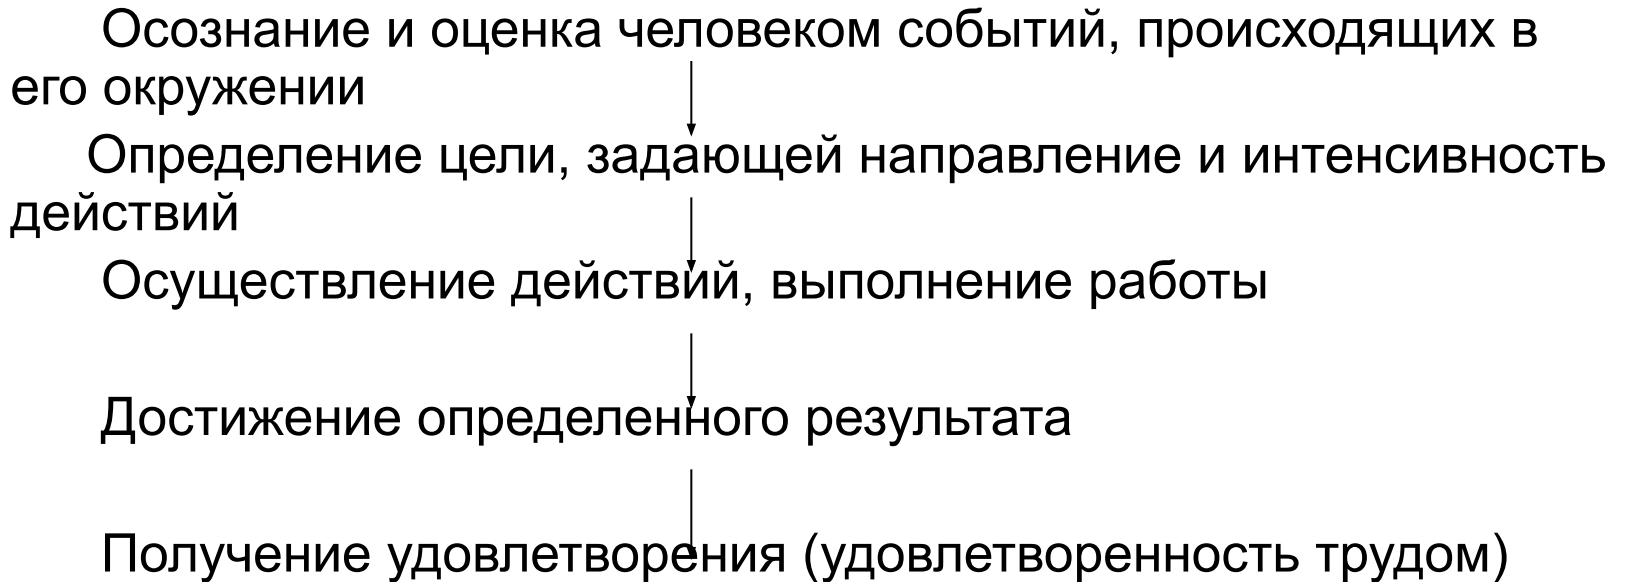 Осознание и оценка человеком событий, происходящих в
его окружении
Определение цели, задающей направление и интенсивность
действий
Осуществление действий, выполнение работы
Достижение определенного результата
Получение удовлетворения (удовлетворенность трудом)